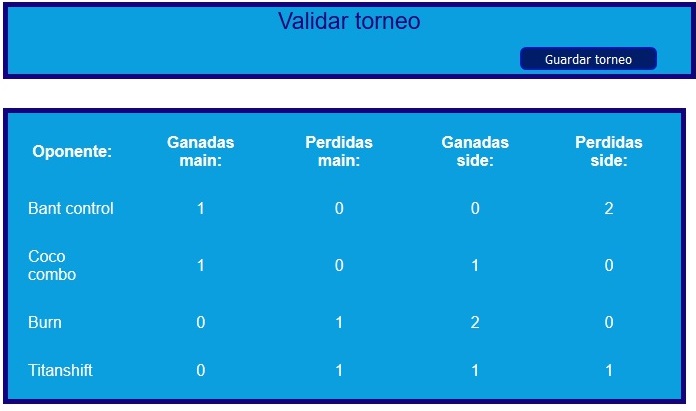 Validar torneo
Guardar torneo
Oponente: Ganadas main: Perdidas main: Ganadas side: Perdidas side:
Bant control 1 0 0 2
Coco combo 1 0 1 0
Burn 0 1 2 0
Titanshift 0 1 1 1